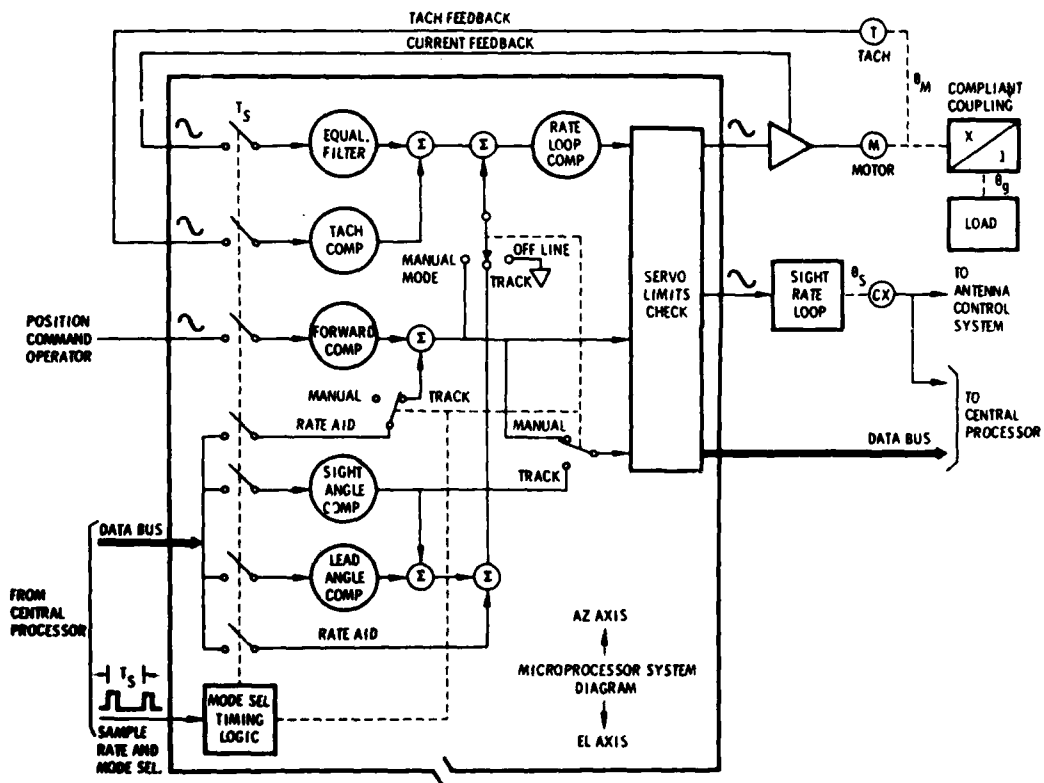 TACH FEEDBACK
CURRENT FEEDBACK
T
TACH
θM
COMPLIANT
COUPLING
TS
EQUAL.
FILTER
Σ
Σ
RATE
LOOP
COMP
M
MOTOR
X
1
θg
LOAD
TACH
COMP
MANUAL
MODE
OFF LINE
TRACK
SERVO
LIMITS
CHECK
SIGHT
RATE
LOOP
θS
CX
TO
ANTENNA
CONTROL
SYSTEM
POSITION
COMMAND
OPERATOR
FORWARD
COMP
Σ
MANUAL
TRACK
RATE AID
MANUAL
TRACK
TO
CENTRAL
PROCESSOR
DATA BUS
SIGHT
ANGLE
COMP
DATA BUS
LEAD
ANGLE
COMP
Σ
Σ
FROM
CENTRAL
PROCESSOR
RATE AID
TS
MODE SEL
TIMING
LOGIC
SAMPLE
RATE AND
MODE SEL.
AZ AXIS
MICROPROCESSOR SYSTEM
DIAGRAM
EL AXIS